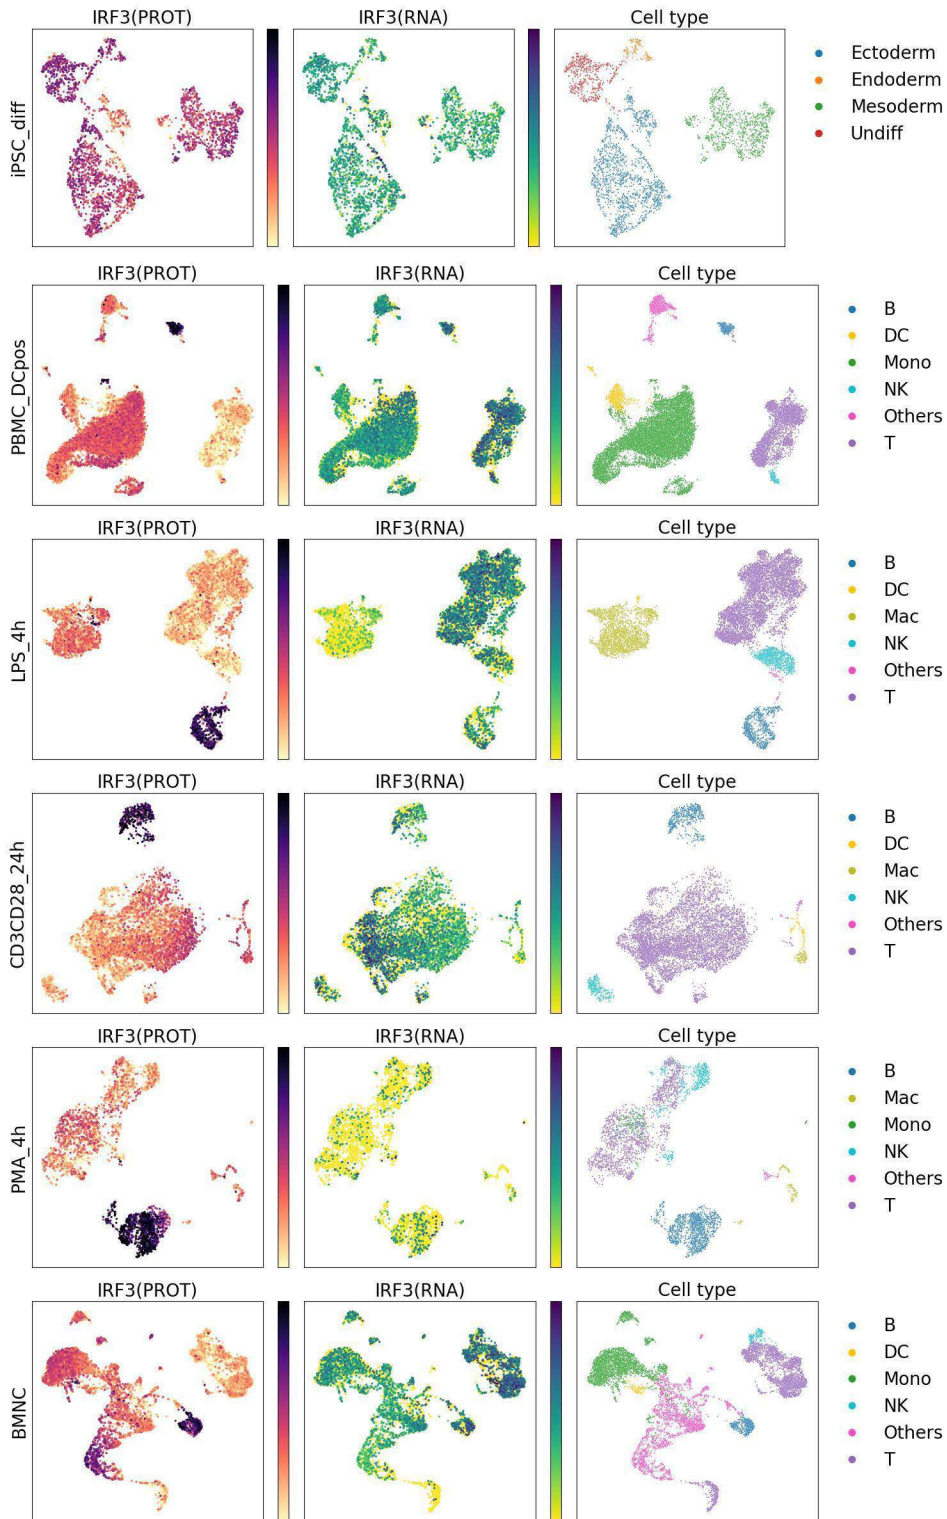 IRF3(PROT) IRF3(RNA) Cell type
iPSC_diff
Ectoderm
Endoderm
Mesoderm
Undiff
IRF3(PROT) IRF3(RNA) Cell type
PBMC_DCpos
B
DC
Mono
NK
Others
T
IRF3(PROT) IRF3(RNA) Cell type
LPS_4h
B
DC
Mac
NK
Others
T
IRF3(PROT) IRF3(RNA) Cell type
CD3CD28_24h
B
DC
Mac
NK
Others
T
IRF3(PROT) IRF3(RNA) Cell type
PMA_4h
B
Mac
Mono
NK
Others
T
IRF3(PROT) IRF3(RNA) Cell type
BMNC
B
DC
Mono
NK
Others
T